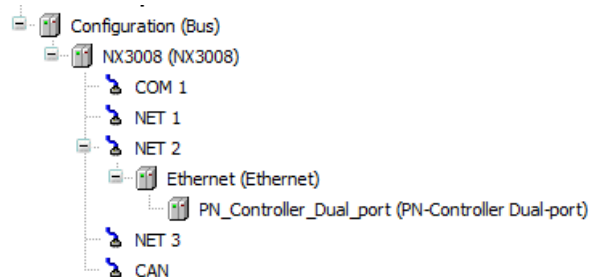 Configuration (Bus)
NX3008 (NX3008)
COM 1
NET 1
NET 2
Ethernet (Ethernet)
PN_Controller_Dual_port (PN-Controller Dual-port)
NET 3
CAN